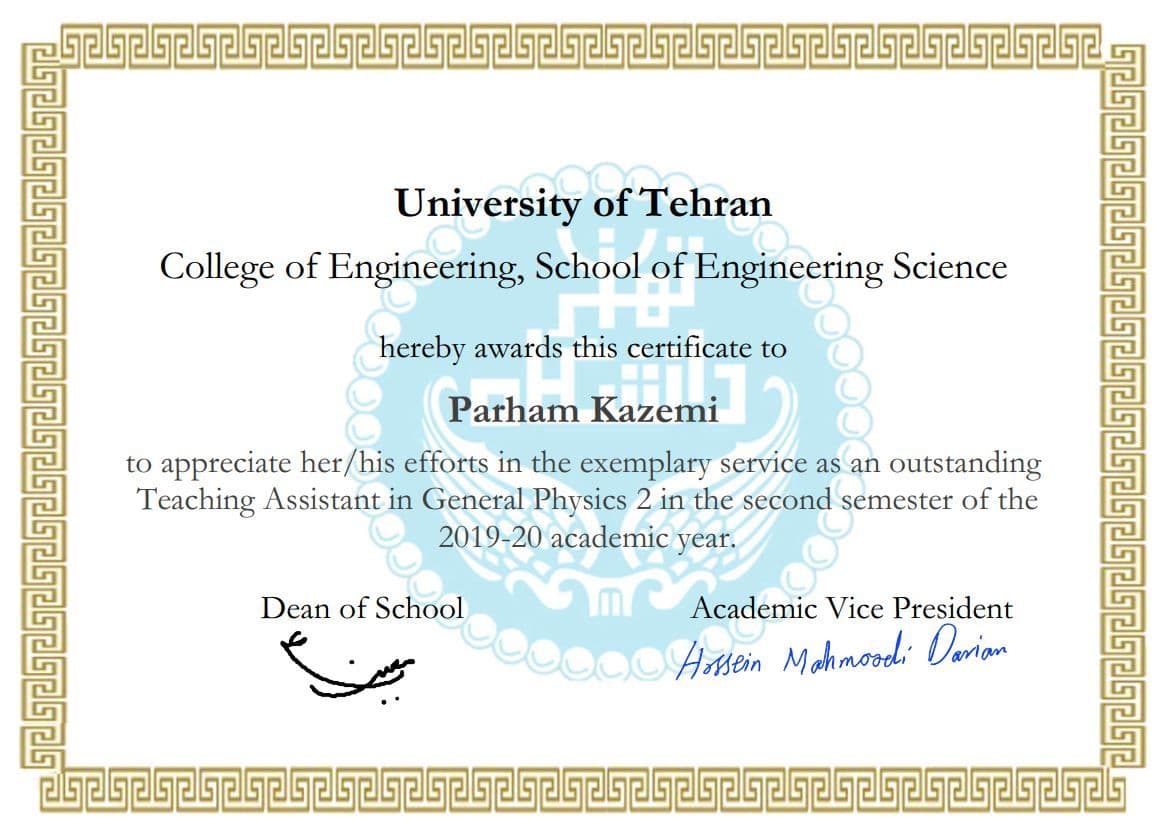 University of Tehran
College of Engineering, School of Engineering Science
hereby awards this certificate to
Parham Kazemi
to appreciate her/his efforts in the exemplary service as an outstanding
Teaching Assistant in General Physics 2 in the second semester of the
2019-20 academic year.
Dean of School
Academic Vice President
Hossein Mahmoodi Darian